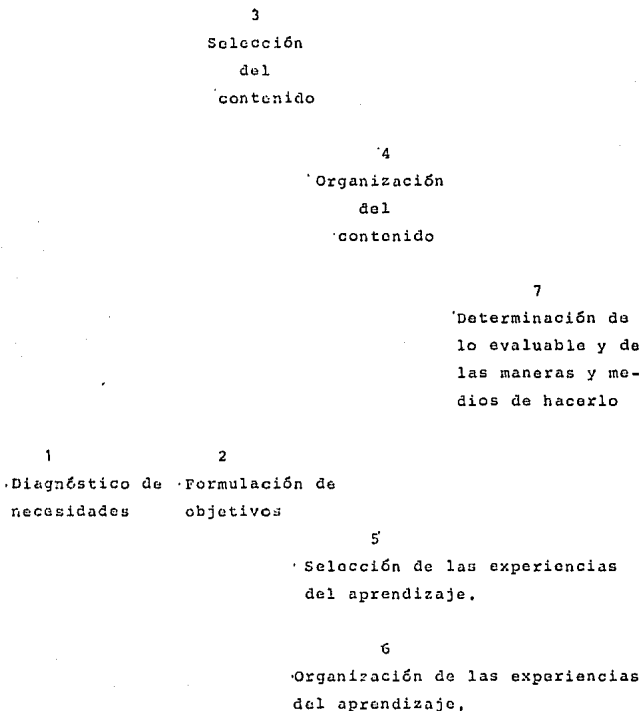 3
Selección
del
contenido
4
Organización
del
contenido
7
Determinación de
lo evaluable y de
las maneras y me-
dios de hacerlo
1 2
Diagnóstico de Formulación de
necesidades objetivos
5
Selección de las experiencias
del aprendizaje.
6
Organización de las experiencias
del aprendizaje,